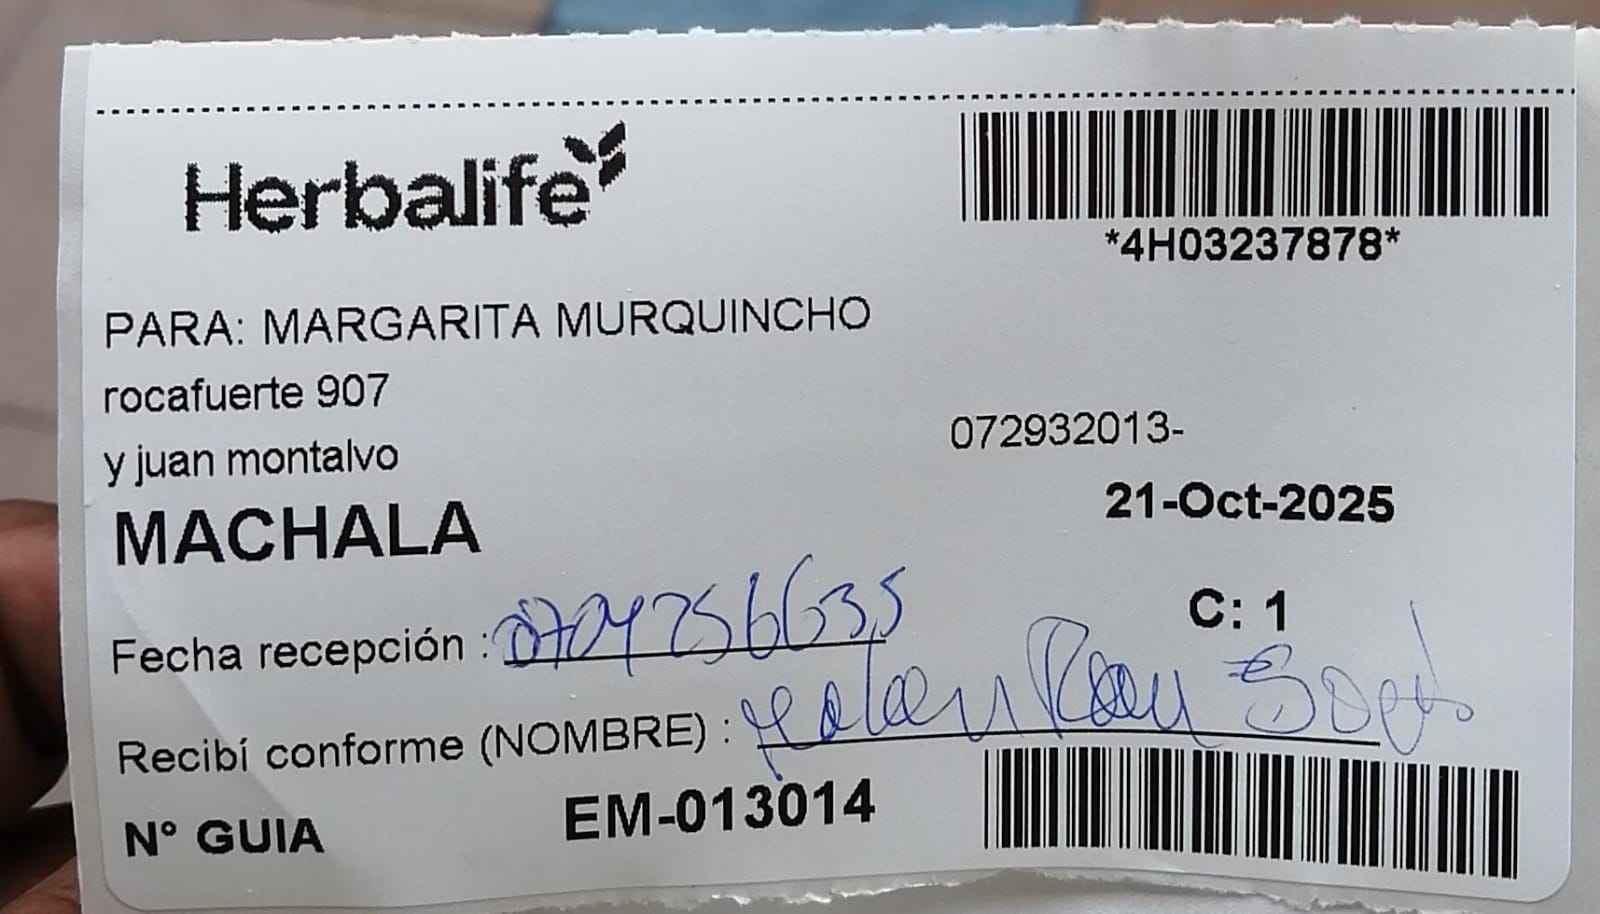 Herbalife
*4H03237878*
PARA: MARGARITA MURQUINCHO
rocafuerte 907
y juan montalvo
072932013-
MACHALA
21-Oct-2025
C: 1
Fecha recepción : 0704756635
Recibí conforme (NOMBRE) :
Nº GUIA EM-013014